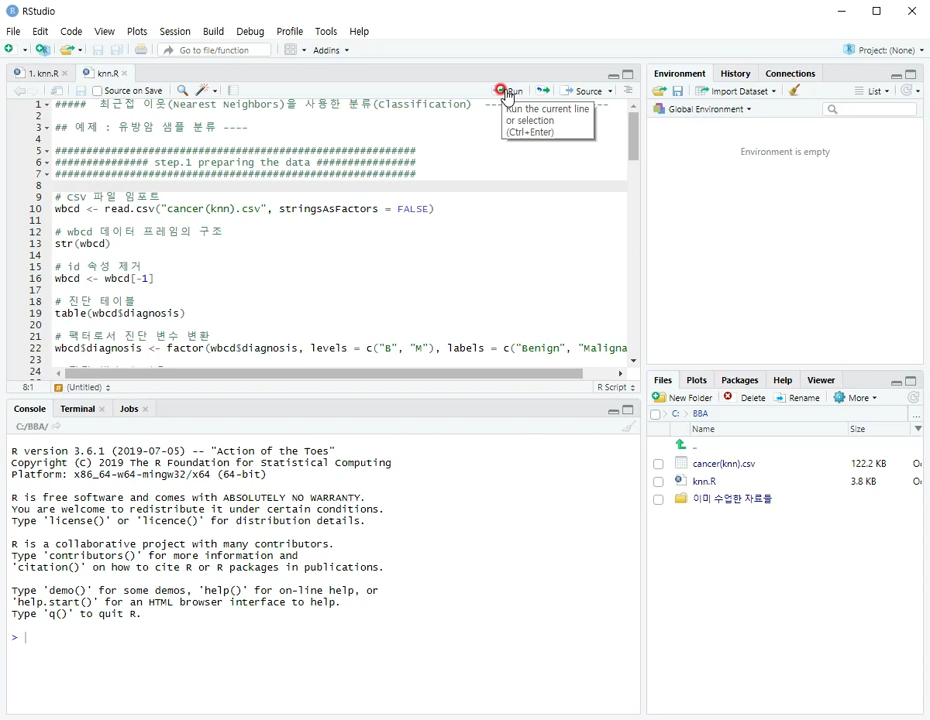 RStudio
File Edit Code View Plots Session Build Debug Profile Tools Help
Go to file/function Addins Project: (None)
1. knn.R knn.R
Source on Save Run Source
Run the current line
or selection
(Ctrl+Enter)
1 ##### 최근접 이웃(Nearest Neighbors)을 사용한 분류(Classification)
2
3 ## 예제 : 유방암 샘플 분류 ----
4
5 ##############################################################
6 ################ step.1 preparing the data #################
7 ##############################################################
8
9 # CSV 파일 임포트
10 wbcd <- read.csv("cancer(knn).csv", stringsAsFactors = FALSE)
11
12 # wbcd 데이터 프레임의 구조
13 str(wbcd)
14
15 # id 속성 제거
16 wbcd <- wbcd[-1]
17
18 # 진단 테이블
19 table(wbcd$diagnosis)
20
21 # 팩터로서 진단 변수 변환
22 wbcd$diagnosis <- factor(wbcd$diagnosis, levels = c("B", "M"), labels = c("Benign", "Maligna
23
24
8:1 (Untitled) R Script
Console Terminal Jobs
C:/BBA/
R version 3.6.1 (2019-07-05) -- "Action of the Toes"
Copyright (C) 2019 The R Foundation for Statistical Computing
Platform: x86_64-w64-mingw32/x64 (64-bit)
R is free software and comes with ABSOLUTELY NO WARRANTY.
You are welcome to redistribute it under certain conditions.
Type 'license()' or 'licence()' for distribution details.
R is a collaborative project with many contributors.
Type 'contributors()' for more information and
'citation()' on how to cite R or R packages in publications.
Type 'demo()' for some demos, 'help()' for on-line help, or
'help.start()' for an HTML browser interface to help.
Type 'q()' to quit R.
>
Environment History Connections
Import Dataset List
Global Environment
Environment is empty
Files Plots Packages Help Viewer
New Folder Delete Rename More
C: BBA ...
Name Size
..
cancer(knn).csv 122.2 KB
knn.R 3.8 KB
이미 수업한 자료들